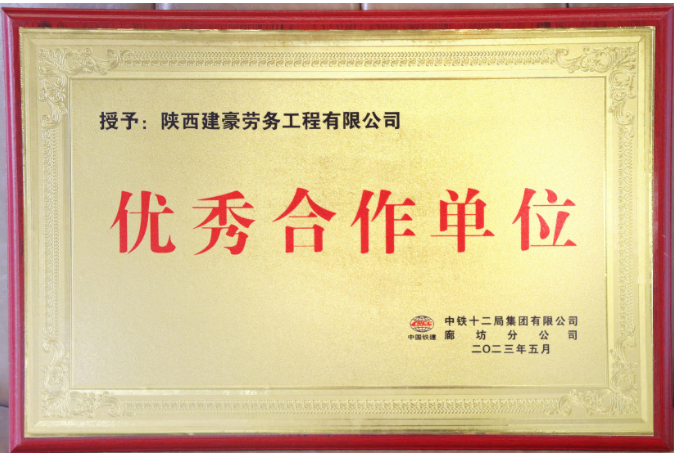 授予：陕西建豪劳务工程有限公司
优秀合作单位
中铁十二局集团有限公司
中国铁建
廊坊分公司
二〇二三年五月